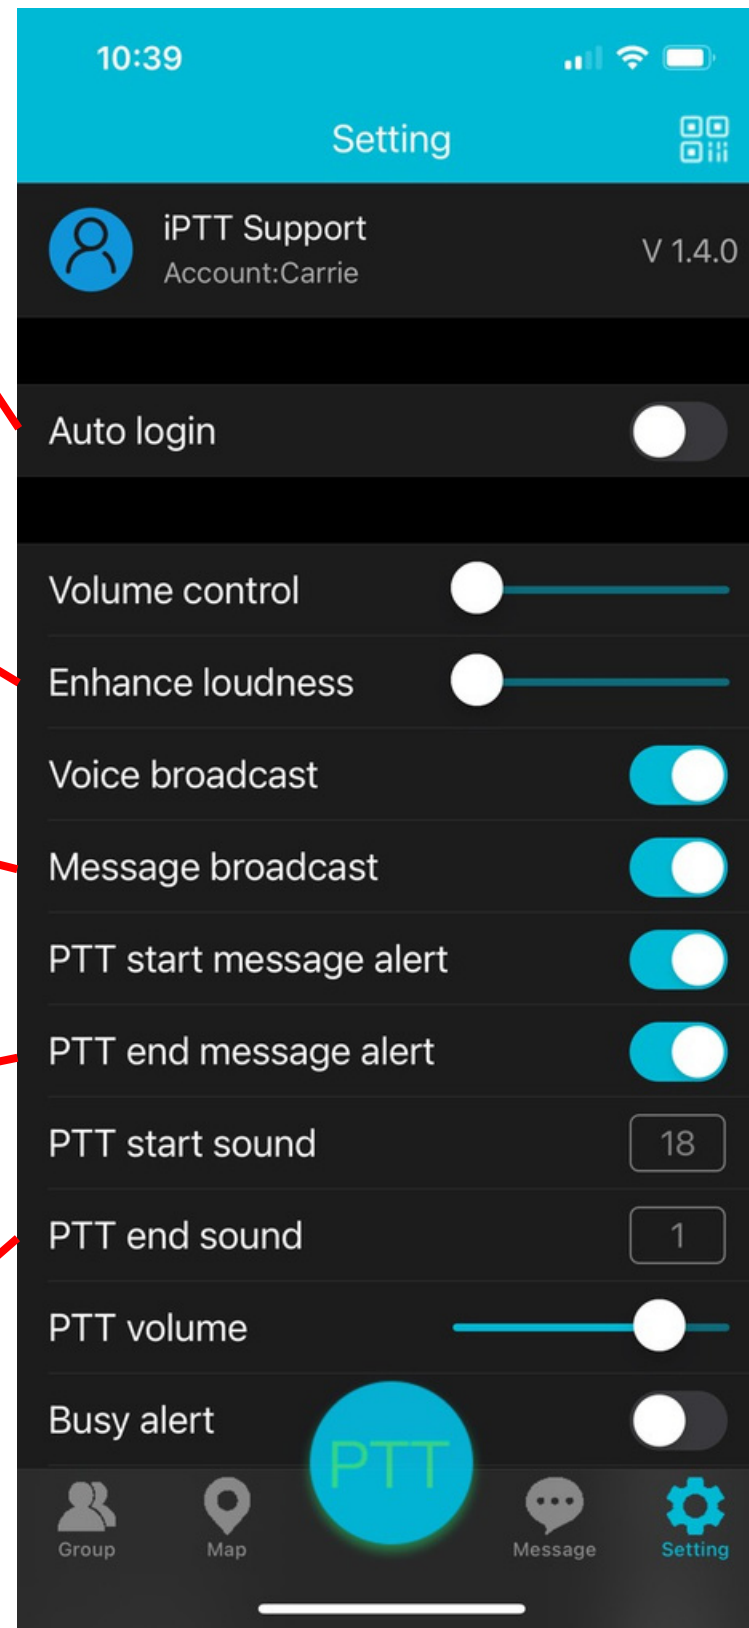 10:39
Setting
iPTT Support
V 1.4.0
Account:Carrie
Auto login
Volume control
Enhance loudness
Voice broadcast
Message broadcast
PTT start message alert
PTT end message alert
PTT start sound 18
PTT end sound 1
PTT volume
Busy alert
PTT
Group Map Message Setting